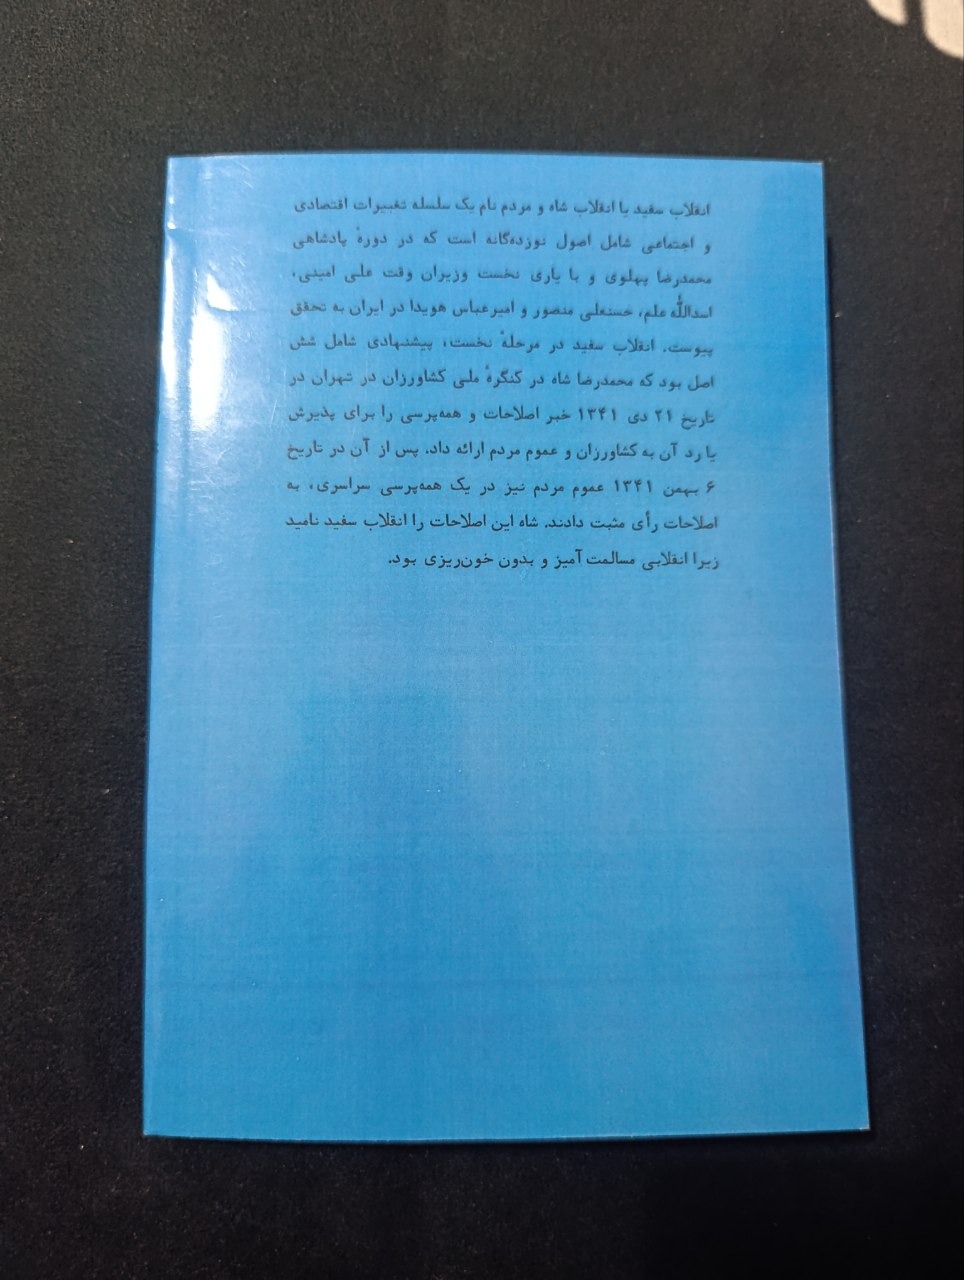 انقلاب سفید یا انقلاب شاه و مردم نام یک سلسله تغییرات اقتصادی
و اجتماعی شامل اصول نوزده‌گانه است که در دورهٔ پادشاهی
محمدرضا پهلوی و با یاری نخست وزیران وقت علی امینی،
اسدالله علم، حسنعلی منصور و امیرعباس هویدا در ایران به تحقق
پیوست. انقلاب سفید در مرحلهٔ نخست، پیشنهادی شامل شش
اصل بود که محمدرضا شاه در کنگرهٔ ملی کشاورزان در تهران در
تاریخ ۲۱ دی ۱۳۴۱ خبر اصلاحات و همه‌پرسی را برای پذیرش
یا رد آن به کشاورزان و عموم مردم ارائه داد. پس از آن در تاریخ
۶ بهمن ۱۳۴۱ عموم مردم نیز در یک همه‌پرسی سراسری، به
اصلاحات رأی مثبت دادند. شاه این اصلاحات را انقلاب سفید نامید
زیرا انقلابی مسالمت آمیز و بدون خون‌ریزی بود.